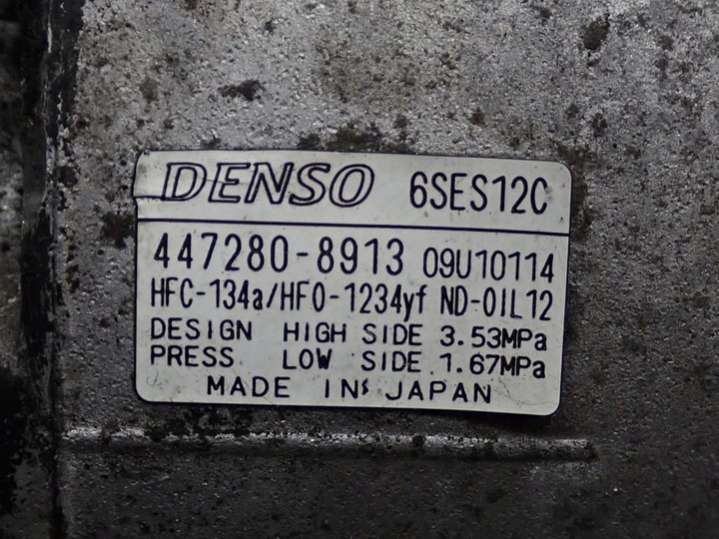 DENSO 6SES12C
447280-8913 09U10114
HFC-134a/HFO-1234yf ND-OIL12
DESIGN HIGH SIDE 3.53MPa
PRESS LOW SIDE 1.67MPa
MADE IN JAPAN